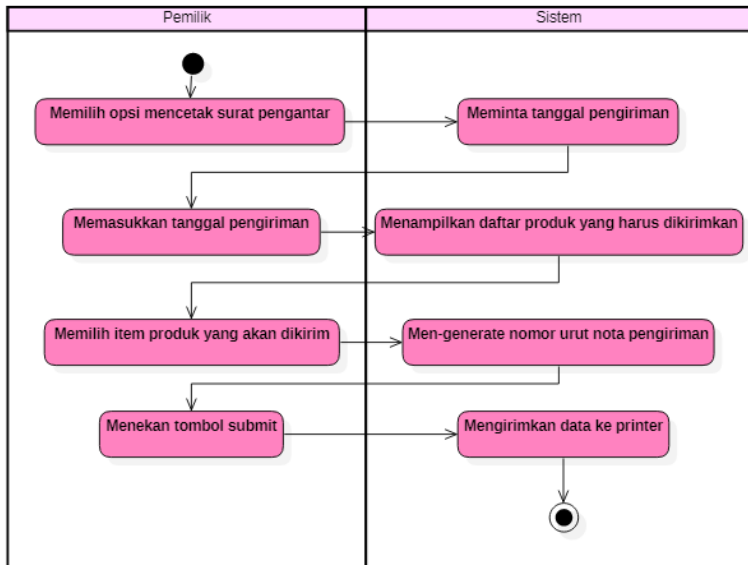 Pemilik
Sistem
Memilih opsi mencetak surat pengantar
Meminta tanggal pengiriman
Memasukkan tanggal pengiriman
Menampilkan daftar produk yang harus dikirimkan
Memilih item produk yang akan dikirim
Men-generate nomor urut nota pengiriman
Menekan tombol submit
Mengirimkan data ke printer